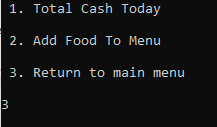 1. Total Cash Today
2. Add Food To Menu
3. Return to main menu
3